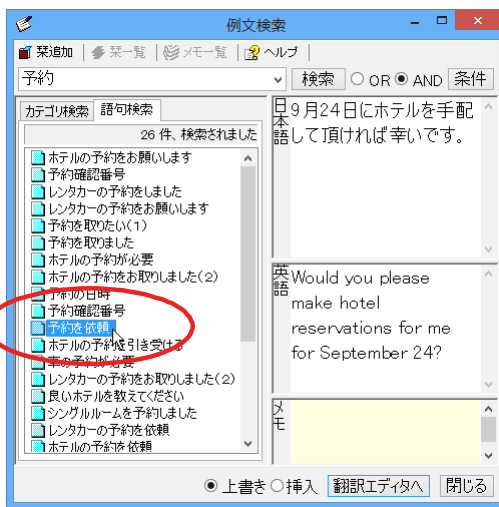 例文検索
栞追加 栞一覧 メモ一覧 ヘルプ
予約 検索 OR AND 条件
カテゴリ検索 語句検索
26 件、検索されました
ホテルの予約をお願いします
予約確認番号
レンタカーの予約をしました
レンタカーの予約をお願いします
予約を取りたい(1)
予約を取りました
ホテルの予約が必要
ホテルの予約をお取りしました(2)
予約の日時
予約確認番号
予約を依頼
ホテルの予約を引き受ける
車の予約が必要
レンタカーの予約をお取りしました(2)
良いホテルを教えてください
シングルルームを予約しました
レンタカーの予約を依頼
ホテルの予約を依頼
日本語
9月24日にホテルを手配
して頂ければ幸いです。
英語
Would you please
make hotel
reservations for me
for September 24?
メモ
上書き 挿入 翻訳エディタへ 閉じる